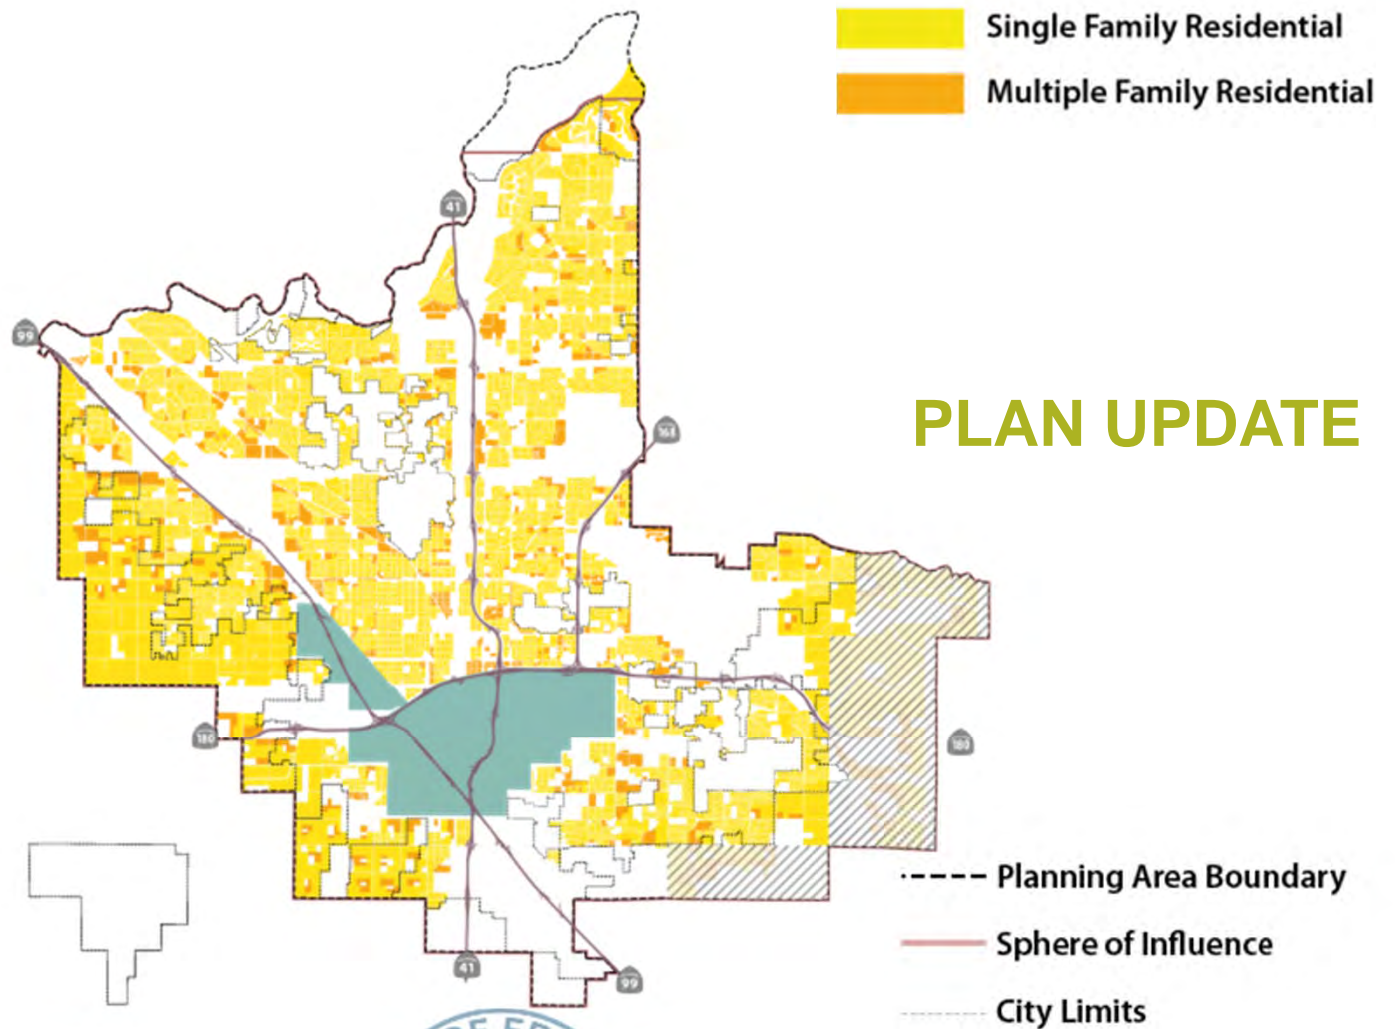 Single Family Residential
Multiple Family Residential
41
99
168
PLAN UPDATE
180
180
Planning Area Boundary
Sphere of Influence
41
99
City Limits